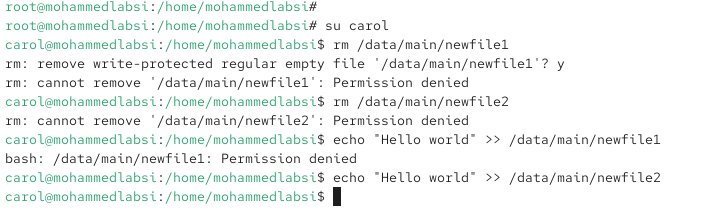 root@mohammedlabsi:/home/mohammedlabsi#
root@mohammedlabsi:/home/mohammedlabsi# su carol
carol@mohammedlabsi:/home/mohammedlabsi$ rm /data/main/newfile1
rm: remove write-protected regular empty file '/data/main/newfile1'? y
rm: cannot remove '/data/main/newfile1': Permission denied
carol@mohammedlabsi:/home/mohammedlabsi$ rm /data/main/newfile2
rm: cannot remove '/data/main/newfile2': Permission denied
carol@mohammedlabsi:/home/mohammedlabsi$ echo "Hello world" >> /data/main/newfile1
bash: /data/main/newfile1: Permission denied
carol@mohammedlabsi:/home/mohammedlabsi$ echo "Hello world" >> /data/main/newfile2
carol@mohammedlabsi:/home/mohammedlabsi$